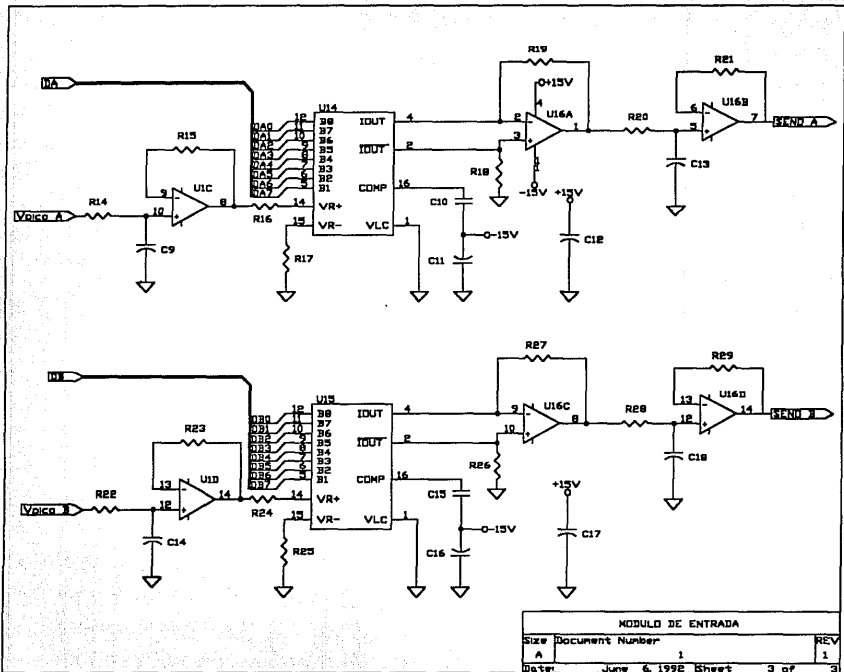 DA
R19
+15V
4
U14
U16A
R21
U16B
DA0 12 B8 IOUT 4
DA1 11 B7
DA2 10 B6
DA3 9 B5 IOUT 2
DA4 8 B4
DA5 7 B3
DA6 6 B2
DA7 5 B1 COMP 16
2 - 3 + 1
R20
6 - 5 + 7
SEND A
R15
U1C
9 - 10 + 8
Vpico A
R14
C9
R16
14 VR+
15 VR- VLC 1
R17
R18
11
-15V
+15V
C10
-15V
C11
C12
C13
DB
R27
R29
U15
U16C
U16D
DB0 12 B8 IOUT 4
DB1 11 B7
DB2 10 B6
DB3 9 B5 IOUT 2
DB4 8 B4
DB5 7 B3
DB6 6 B2
DB7 5 B1 COMP 16
9 - 10 + 8
R28
13 - 12 + 14
SEND B
R23
U1D
13 - 12 + 14
Vpico B
R22
C14
R24
14 VR+
15 VR- VLC 1
R25
R26
+15V
C15
-15V
C16
C17
C18
MODULO DE ENTRADA
Size Document Number REV
A 1 1
Date: June 6, 1992 Sheet 3 of 3